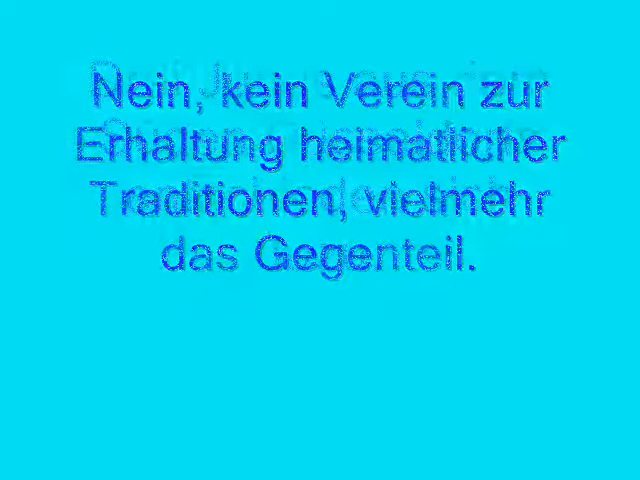 Nein, kein Verein zur
Erhaltung heimatlicher
Traditionen, vielmehr
das Gegenteil.